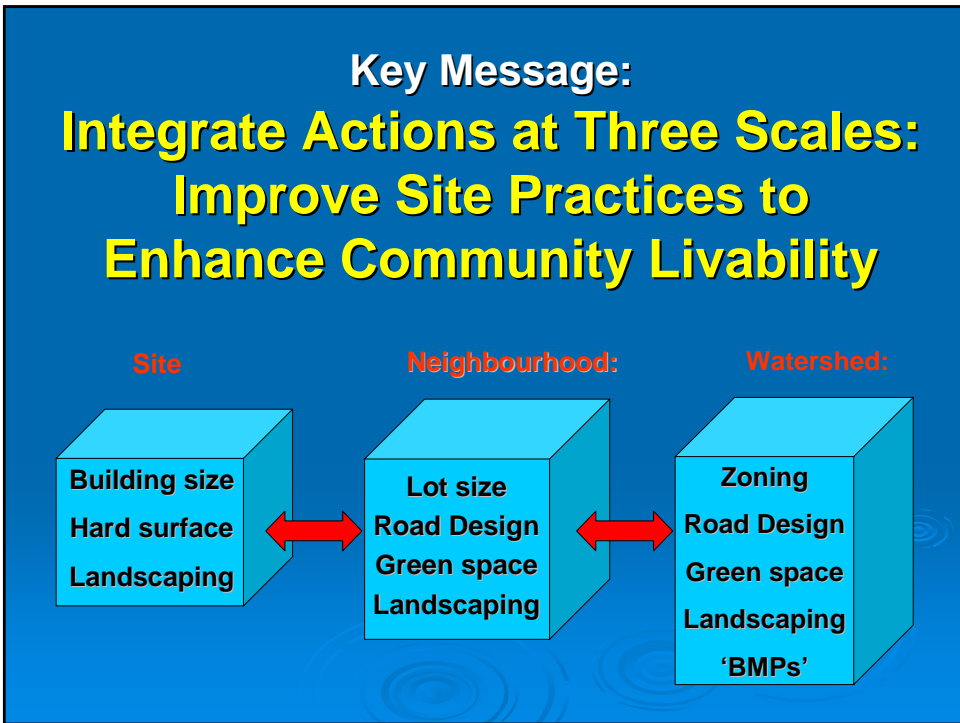 Key Message:
Integrate Actions at Three Scales:
Improve Site Practices to
Enhance Community Livability
Site
Building size
Hard surface
Landscaping
Neighbourhood:
Lot size
Road Design
Green space
Landscaping
Watershed:
Zoning
Road Design
Green space
Landscaping
‘BMPs’